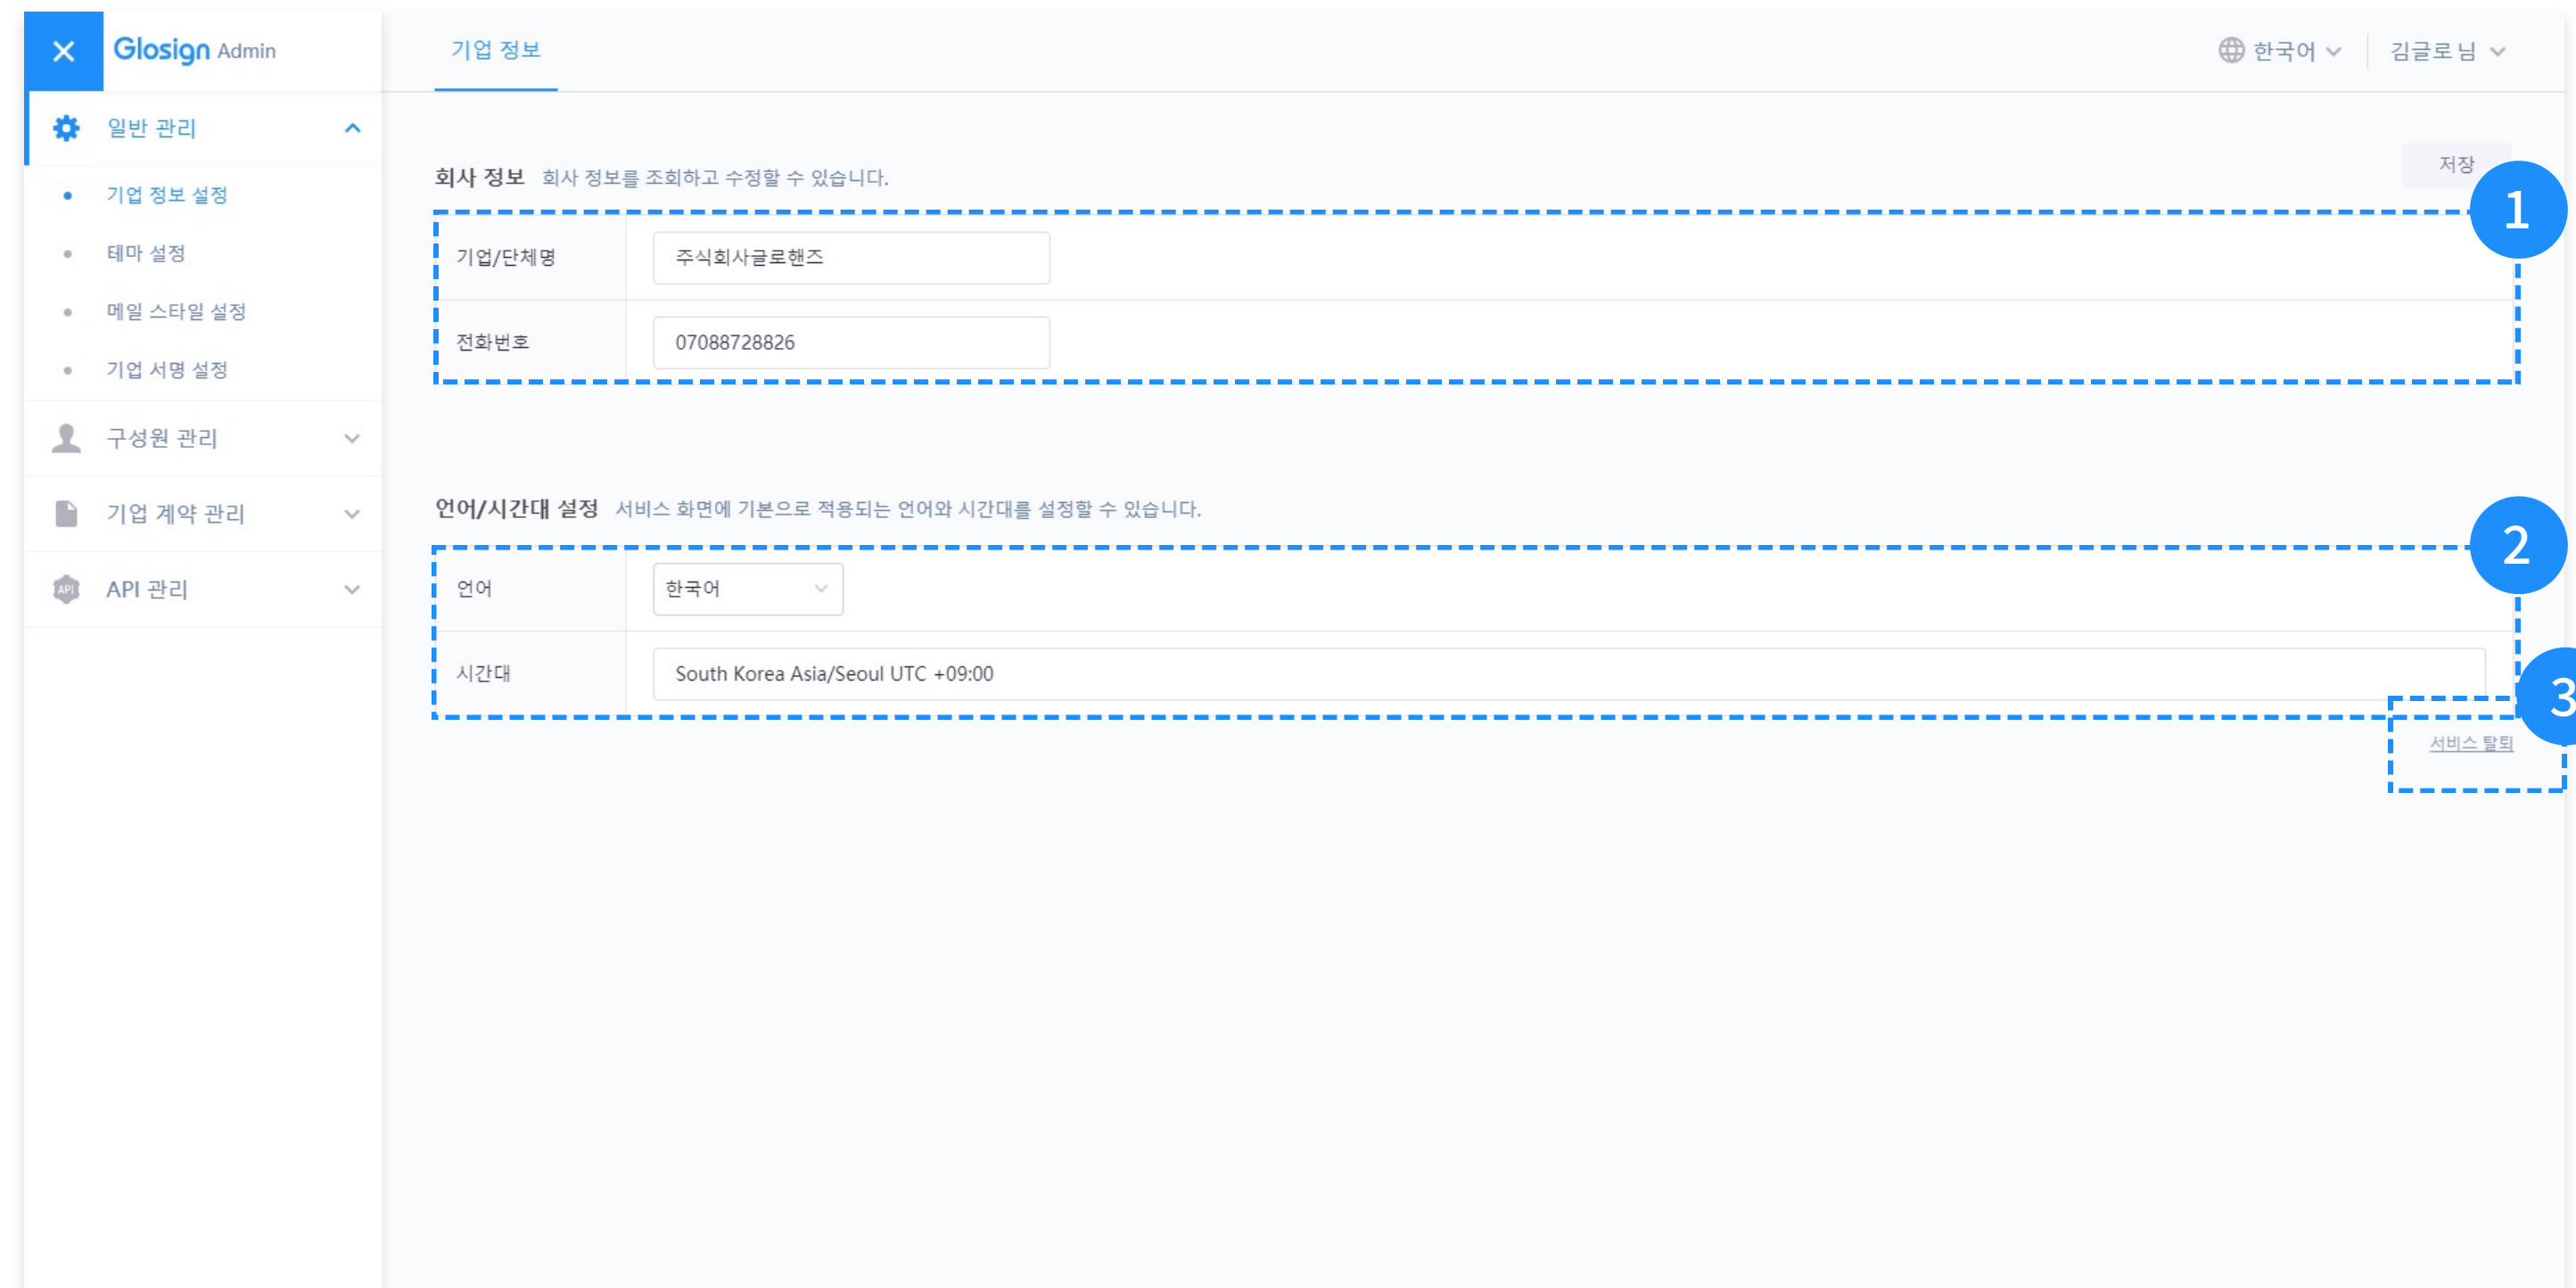 Glosign Admin
기업 정보
한국어
김글로 님
일반 관리
기업 정보 설정
테마 설정
메일 스타일 설정
기업 서명 설정
구성원 관리
기업 계약 관리
API API 관리
회사 정보 회사 정보를 조회하고 수정할 수 있습니다.
저장
1
기업/단체명 주식회사글로핸즈
전화번호 07088728826
언어/시간대 설정 서비스 화면에 기본으로 적용되는 언어와 시간대를 설정할 수 있습니다.
2
언어 한국어
시간대 South Korea Asia/Seoul UTC +09:00
3
서비스 탈퇴